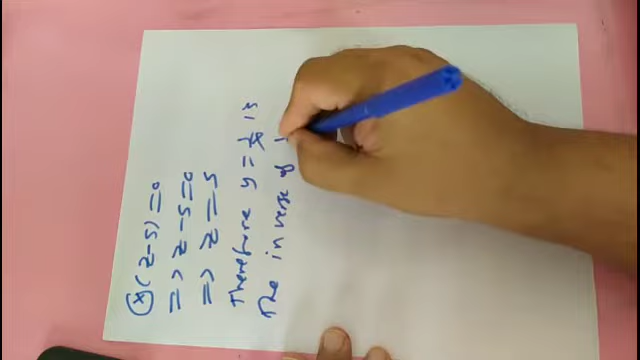 (*) (z-5)=0
=> z-5=0
=> z=5
Therefore y = is
The inverse of